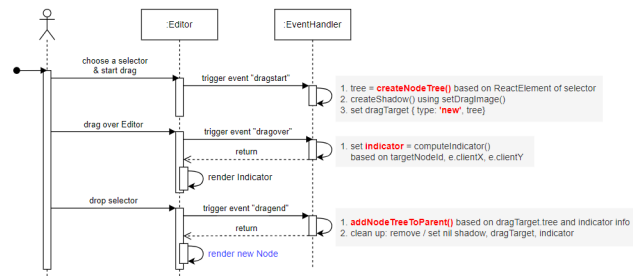 :Editor
:EventHandler
choose a selector
& start drag
trigger event "dragstart"
1. tree = createNodeTree() based on ReactElement of selector
2. createShadow() using setDragImage()
3. set dragTarget { type: 'new', tree}
drag over Editor
trigger event "dragover"
1. set indicator = computeIndicator()
based on targetNodeId, e.clientX, e.clientY
return
render Indicator
drop selector
trigger event "dragend"
1. addNodeTreeToParent() based on dragTarget.tree and indicator info
2. clean up: remove / set nil shadow, dragTarget, indicator
return
render new Node